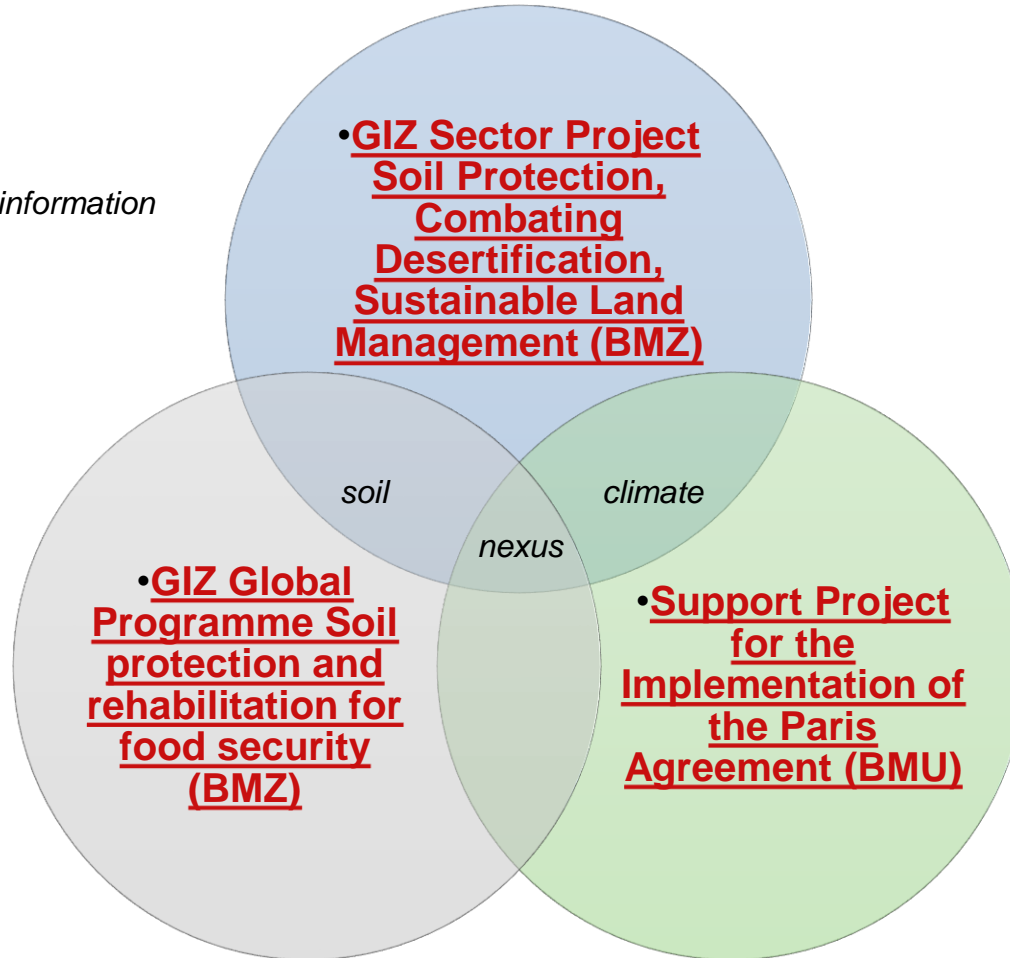 •GIZ Sector Project
Soil Protection,
Combating
Desertification,
Sustainable Land
Management (BMZ)
information
soil
climate
nexus
•GIZ Global
Programme Soil
protection and
rehabilitation for
food security
(BMZ)
•Support Project
for the
Implementation of
the Paris
Agreement (BMU)